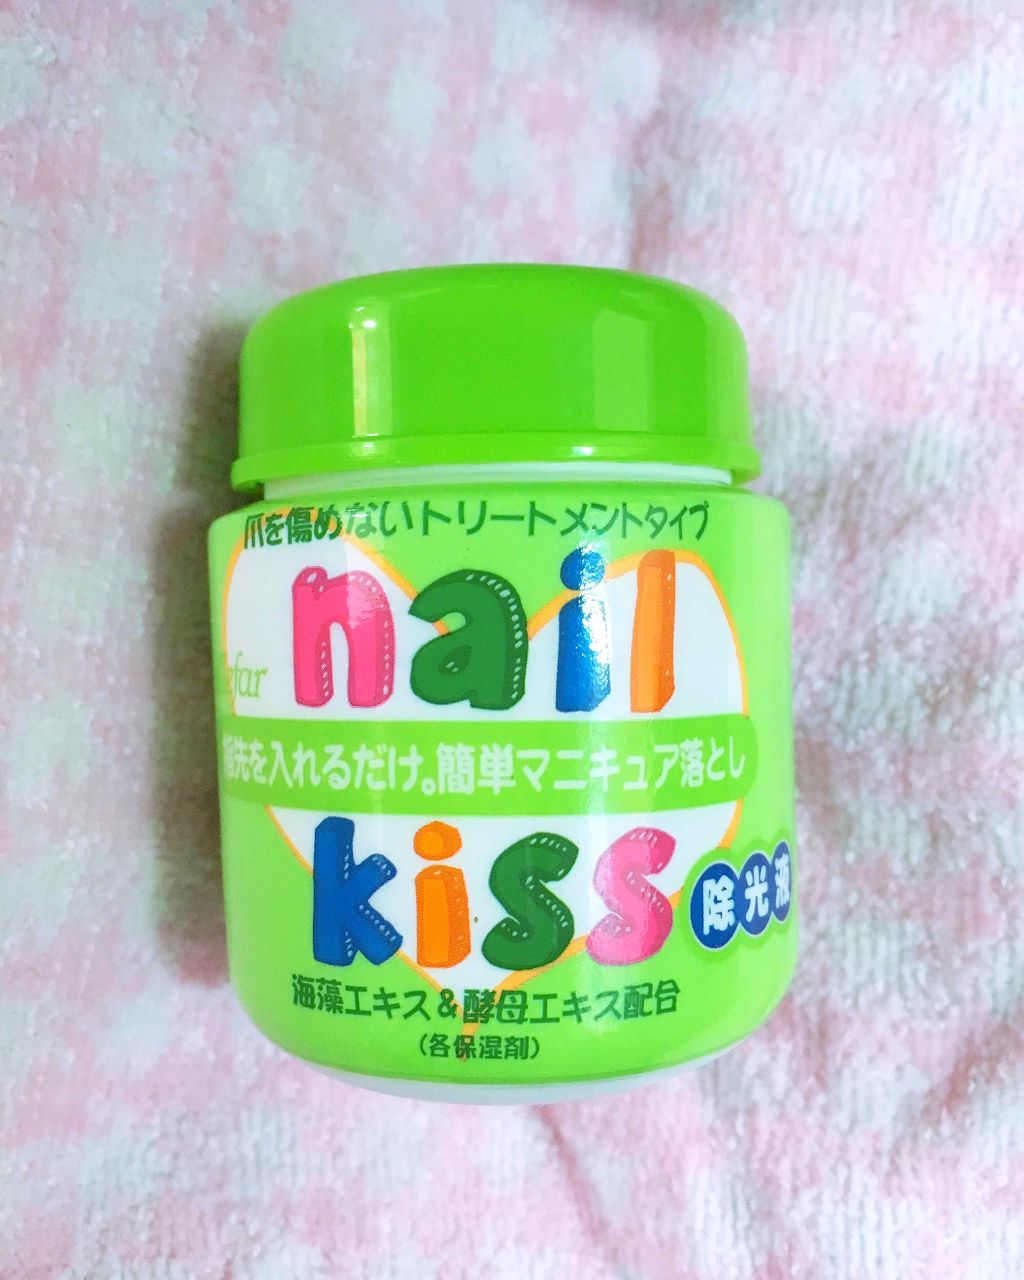 爪を傷めないトリートメントタイプ
nail
指先を入れるだけ。簡単マニキュア落とし
kiss
除光液
海藻エキス&酵母エキス配合
(各保湿剤)